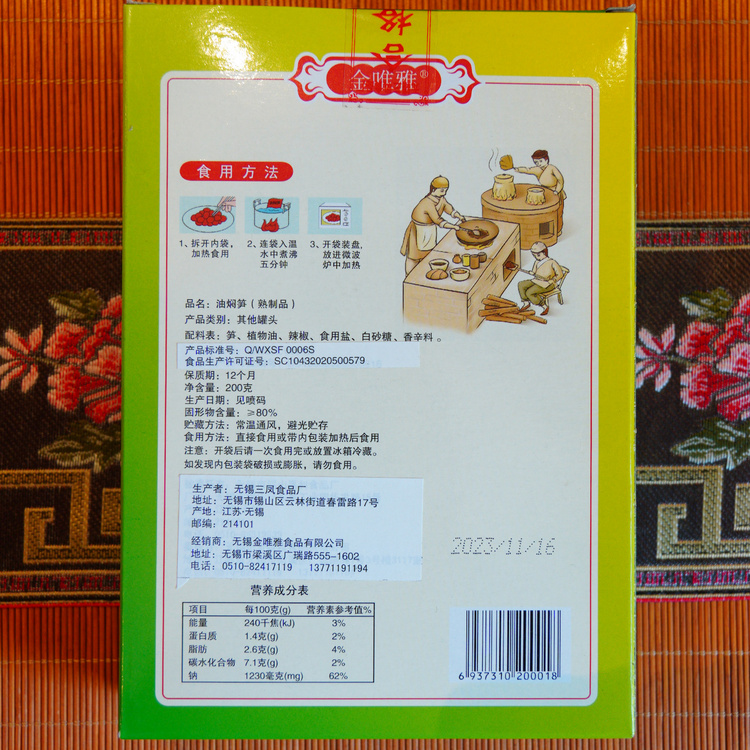 合格
金唯雅®
食用方法
1、拆开内袋，
加热食用
2、连袋入温
水中煮沸
五分钟
3、开袋装盘，
放进微波
炉中加热
品名：油焖笋（熟制品）
产品类别：其他罐头
配料表：笋、植物油、辣椒、食用盐、白砂糖、香辛料 。
产品标准号：Q/WXSF 0006S
食品生产许可证号：SC10432020500579
保质期：12个月
净含量：200克
生产日期：见喷码
固形物含量：≥80%
贮藏方法：常温通风，避光贮存
食用方法：直接食用或带内包装加热后食用
注意：开袋后请一次食用完或放置冰箱冷藏。
如发现内包装袋破损或膨胀，请勿食用。
生产者：无锡三凤食品厂
地址：无锡市锡山区云林街道春雷路17号
产地：江苏·无锡
邮编：214101
经销商：无锡金唯雅食品有限公司
地址：无锡市梁溪区广瑞路555-1602
电话：0510-82417119 13771191194
2023/11/16
营养成分表
项目 每100克(g) 营养素参考值%
能量 240千焦(kJ) 3%
蛋白质 1.4克(g) 2%
脂肪 2.6克(g) 4%
碳水化合物 7.1克(g) 2%
钠 1230毫克(mg) 62%
6 937310 200018